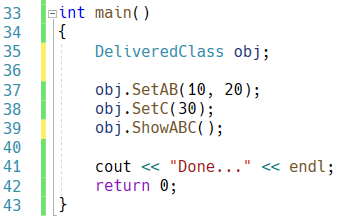 33 int main()
34 {
35 DeliveredClass obj;
36
37 obj.SetAB(10, 20);
38 obj.SetC(30);
39 obj.ShowABC();
40
41 cout << "Done..." << endl;
42 return 0;
43 }